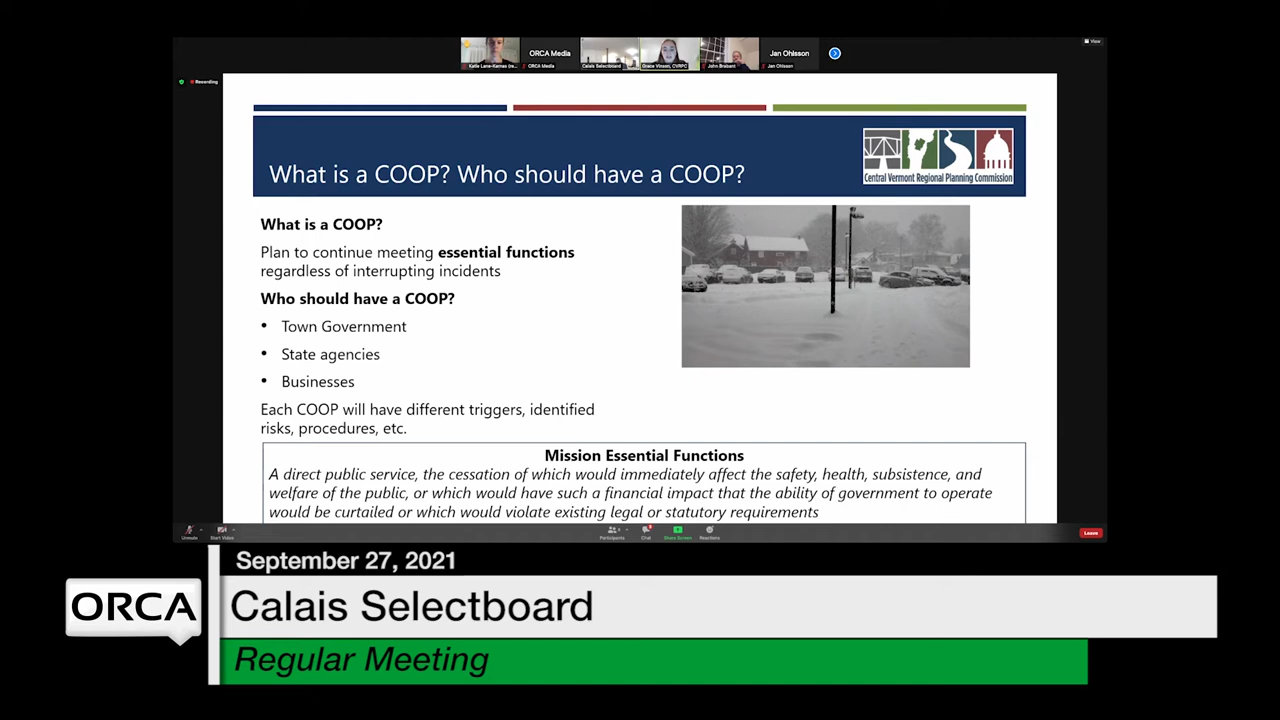 View
ORCA Media
Jan Ohlsson
Katie Lane-Karnas (re...
ORCA Media
Calais Selectboard
Grace Vinson, CVRPC
John Brabant
Jan Ohlsson
Recording
What is a COOP? Who should have a COOP?
Central Vermont Regional Planning Commission
What is a COOP?
Plan to continue meeting essential functions
regardless of interrupting incidents
Who should have a COOP?
• Town Government
• State agencies
• Businesses
Each COOP will have different triggers, identified
risks, procedures, etc.
Mission Essential Functions
A direct public service, the cessation of which would immediately affect the safety, health, subsistence, and
welfare of the public, or which would have such a financial impact that the ability of government to operate
would be curtailed or which would violate existing legal or statutory requirements
Unmute
Start Video
Participants
Chat
Share Screen
Reactions
Leave
September 27, 2021
ORCA
Calais Selectboard
Regular Meeting